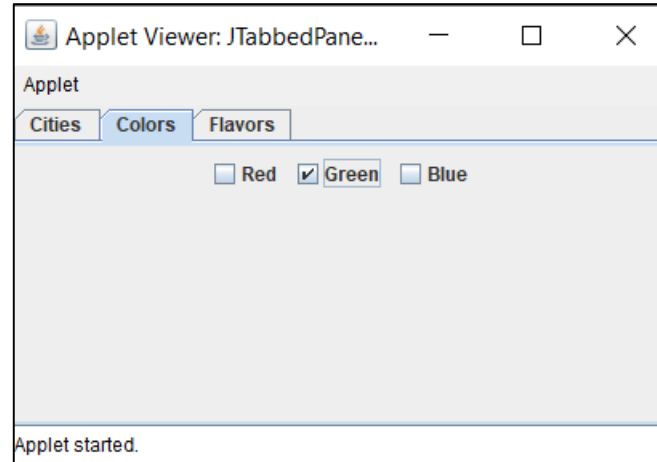 Applet Viewer: JTabbedPane...
Applet
Cities Colors Flavors
Red Green Blue
Applet started.